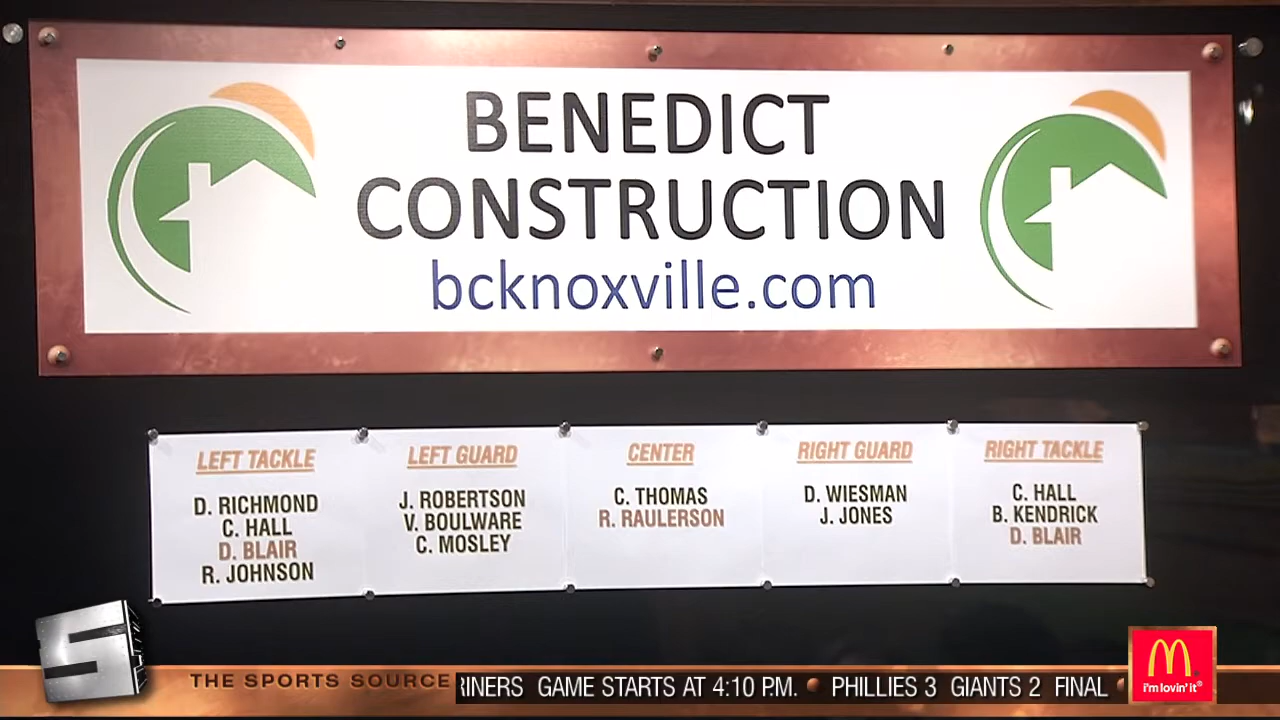 BENEDICT
CONSTRUCTION
bcknoxville.com
LEFT TACKLE
D. RICHMOND
C. HALL
D. BLAIR
R. JOHNSON
LEFT GUARD
J. ROBERTSON
V. BOULWARE
C. MOSLEY
CENTER
C. THOMAS
R. RAULERSON
RIGHT GUARD
D. WIESMAN
J. JONES
RIGHT TACKLE
C. HALL
B. KENDRICK
D. BLAIR
S
THE SPORTS SOURCE
INERS GAME STARTS AT 4:10 P.M. • PHILLIES 3 GIANTS 2 FINAL
M
i'm lovin' it®